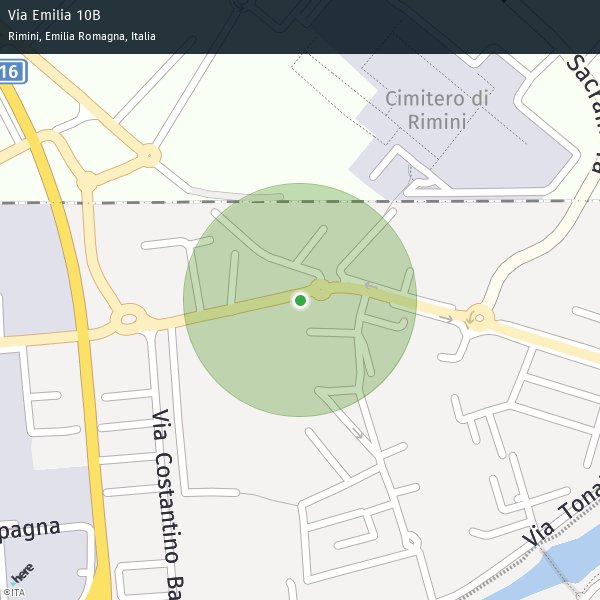 Via Emilia 10B
Rimini, Emilia Romagna, Italia
16
Cimitero di
Rimini
Via Costantino Ba
Via Tona
pagna
here
©ITA